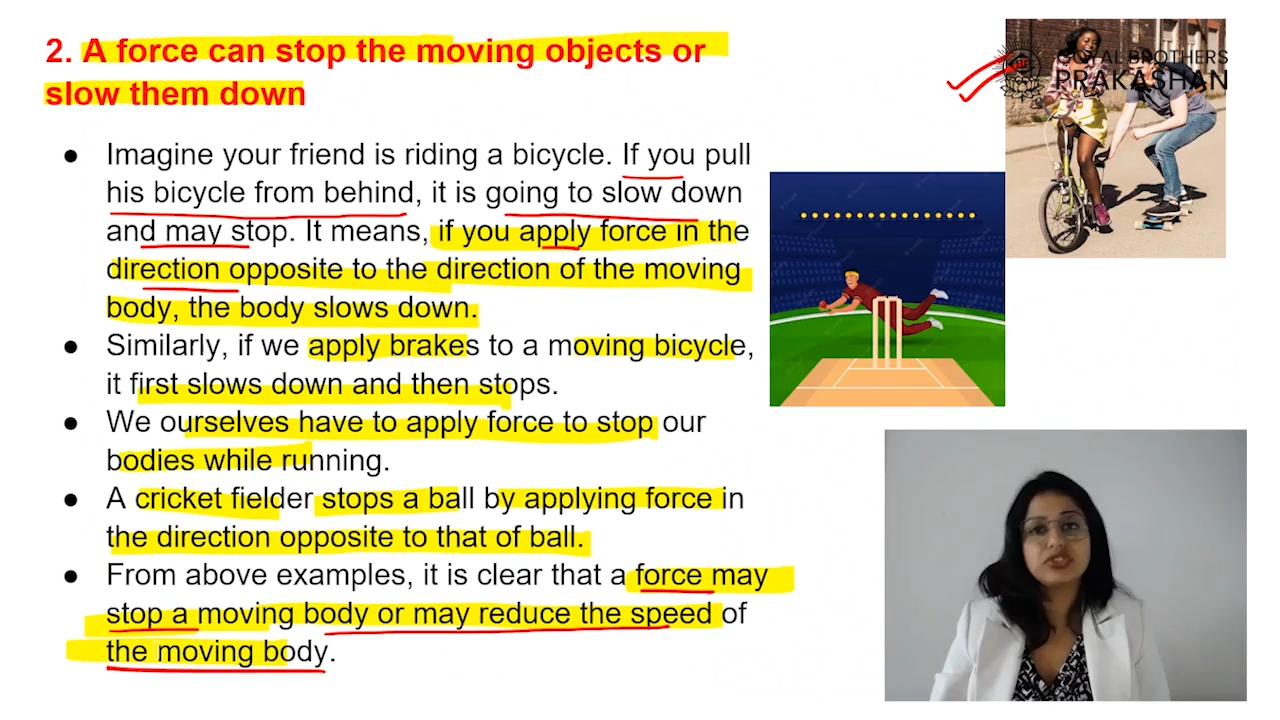 2. A force can stop the moving objects or
slow them down
GOYAL BROTHERS
PRAKASHAN
● Imagine your friend is riding a bicycle. If you pull
his bicycle from behind, it is going to slow down
and may stop. It means, if you apply force in the
direction opposite to the direction of the moving
body, the body slows down.
● Similarly, if we apply brakes to a moving bicycle,
it first slows down and then stops.
● We ourselves have to apply force to stop our
bodies while running.
● A cricket fielder stops a ball by applying force in
the direction opposite to that of ball.
● From above examples, it is clear that a force may
stop a moving body or may reduce the speed of
the moving body.